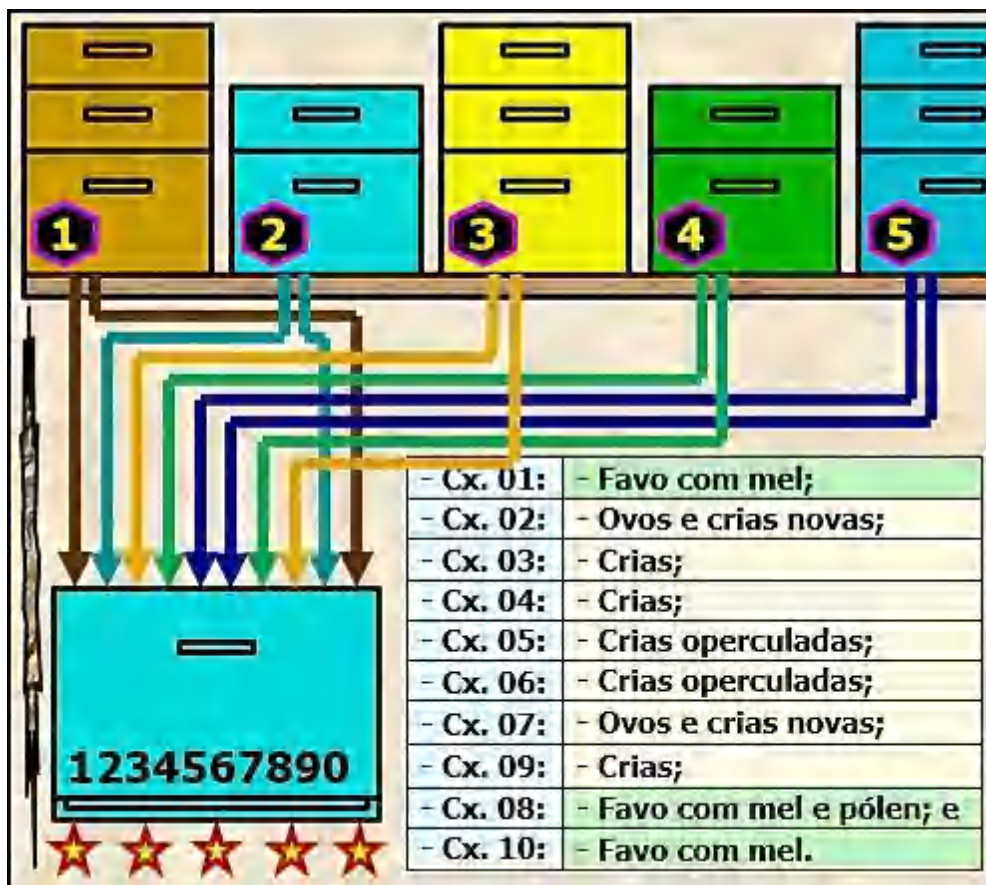 1 2 3 4 5
- Cx. 01: - Favo com mel;
- Cx. 02: - Ovos e crias novas;
- Cx. 03: - Crias;
- Cx. 04: - Crias;
- Cx. 05: - Crias operculadas;
- Cx. 06: - Crias operculadas;
- Cx. 07: - Ovos e crias novas;
- Cx. 09: - Crias;
- Cx. 08: - Favo com mel e pólen; e
- Cx. 10: - Favo com mel.
1234567890